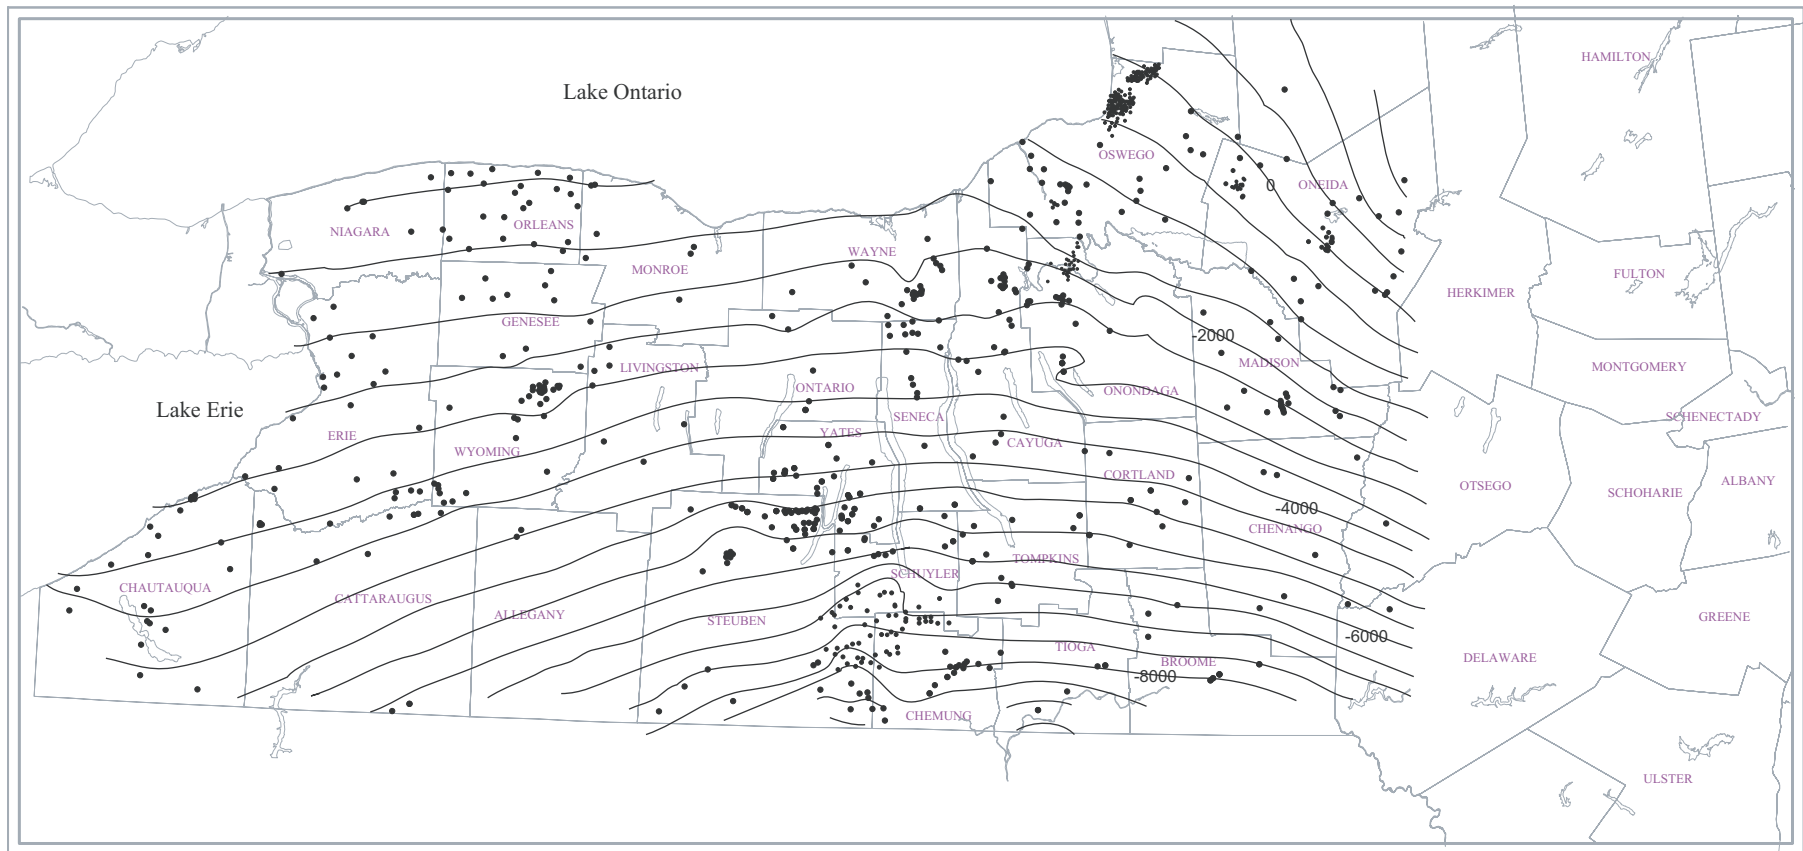 HAMILTON
Lake Ontario
OSWEGO
0
ONEIDA
NIAGARA
ORLEANS
WAYNE
MONROE
FULTON
HERKIMER
GENESEE
-2000
MADISON
LIVINGSTON
MONTGOMERY
ONTARIO
ONONDAGA
Lake Erie
SENECA
SCHENECTADY
ERIE
YATES
CAYUGA
WYOMING
CORTLAND
OTSEGO
SCHOHARIE
ALBANY
-4000
CHENANGO
TOMPKINS
SCHUYLER
CHAUTAUQUA
CATTARAUGUS
ALLEGANY
STEUBEN
GREENE
-6000
TIOGA
BROOME
DELAWARE
-8000
CHEMUNG
ULSTER